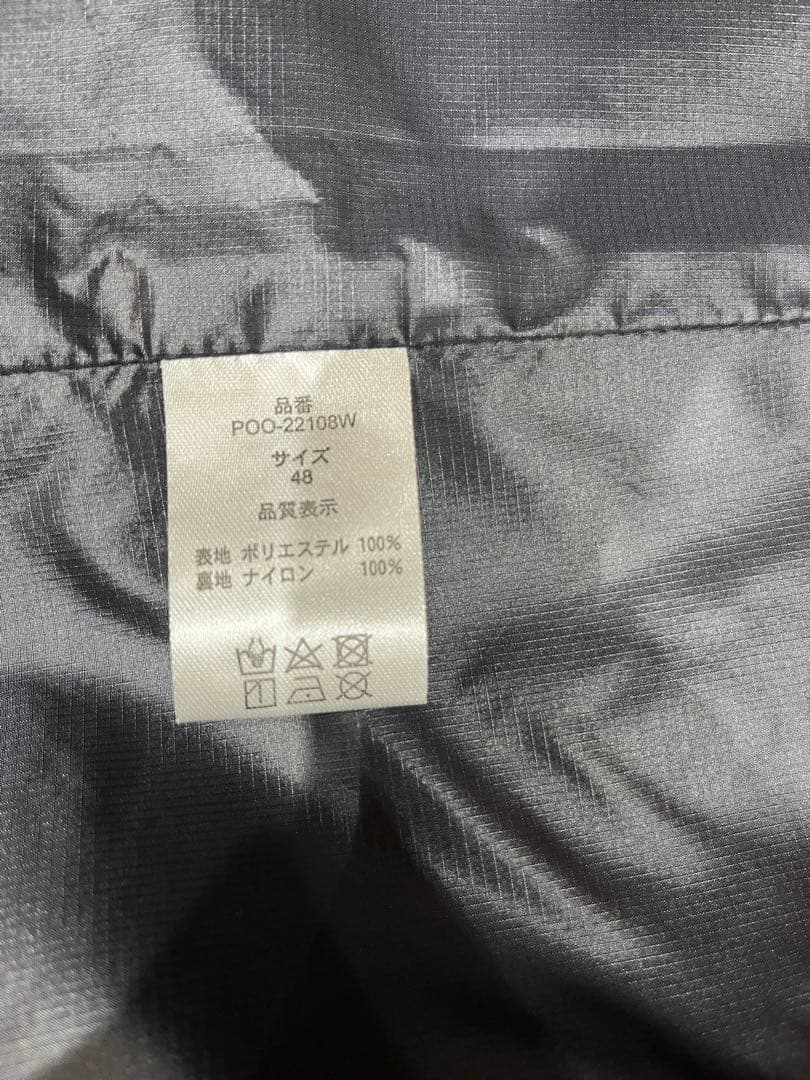 品番
POO-22108W
サイズ
48
品質表示
表地 ポリエステル 100%
裏地 ナイロン 100%